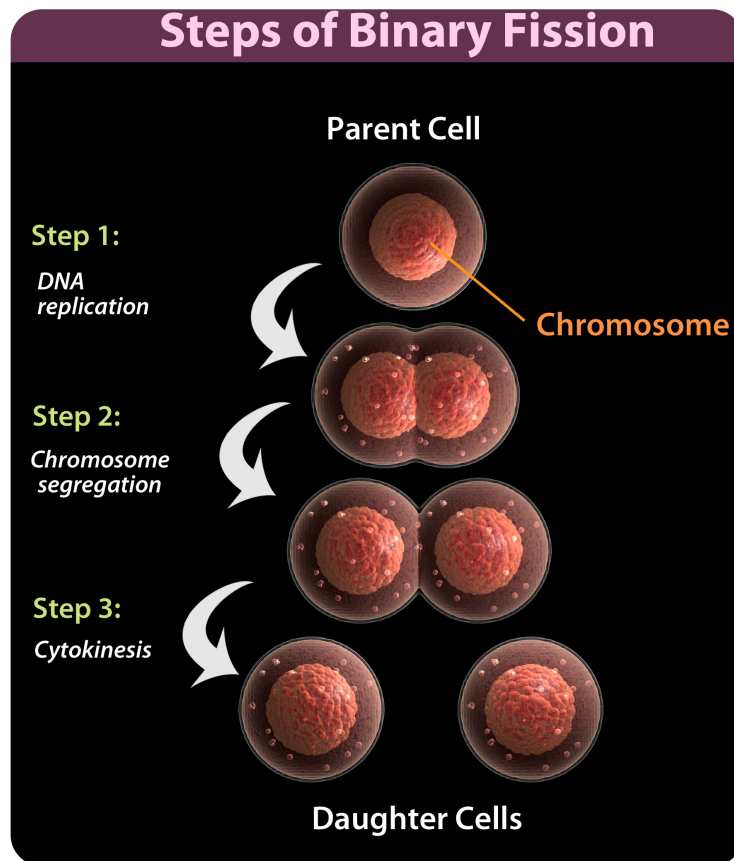 Steps of Binary Fission
Parent Cell
Step 1:
DNA
replication
Chromosome
Step 2:
Chromosome
segregation
Step 3:
Cytokinesis
Daughter Cells